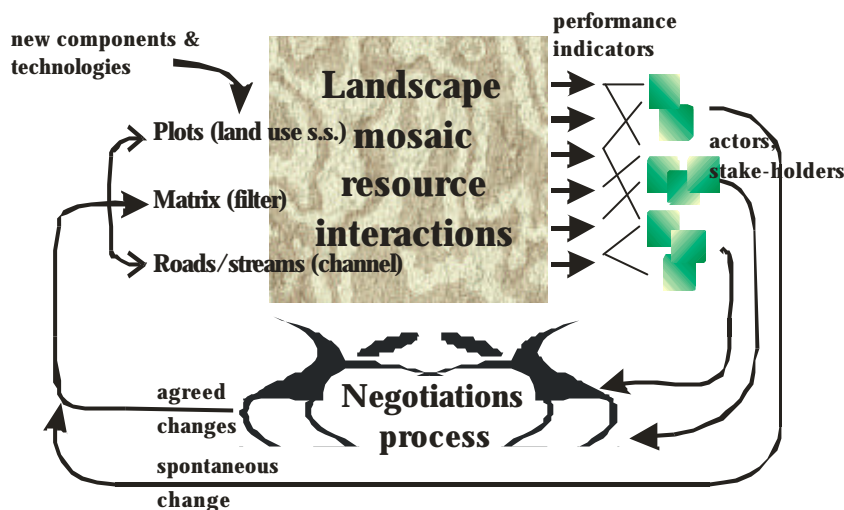 new components &
technologies
Plots (land use s.s.)
Matrix (filter)
Roads/streams (channel)
Landscape
mosaic
resource
interactions
performance
indicators
actors,
stake-holders
Negotiations
process
agreed
changes
spontaneous
change